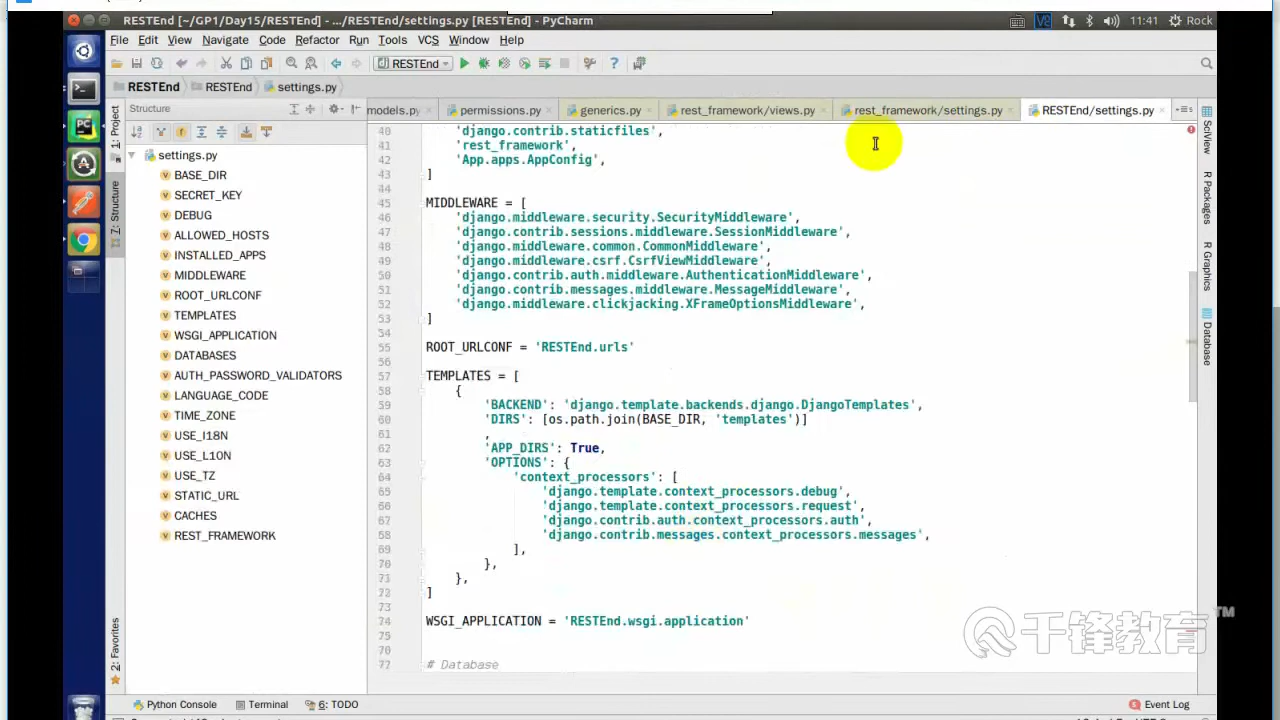 RESTEnd [~/GP1/Day15/RESTEnd] - .../RESTEnd/settings.py [RESTEnd] - PyCharm
11:41 Rock
File Edit View Navigate Code Refactor Run Tools VCS Window Help
RESTEnd
RESTEnd RESTEnd settings.py
Structure
models.py permissions.py generics.py rest_framework/views.py rest_framework/settings.py RESTEnd/settings.py
1: Project
7: Structure
2: Favorites
settings.py
BASE_DIR
SECRET_KEY
DEBUG
ALLOWED_HOSTS
INSTALLED_APPS
MIDDLEWARE
ROOT_URLCONF
TEMPLATES
WSGI_APPLICATION
DATABASES
AUTH_PASSWORD_VALIDATORS
LANGUAGE_CODE
TIME_ZONE
USE_I18N
USE_L10N
USE_TZ
STATIC_URL
CACHES
REST_FRAMEWORK
40 'django.contrib.staticfiles',
41 'rest_framework',
42 'App.apps.AppConfig',
43 ]
44
45 MIDDLEWARE = [
46 'django.middleware.security.SecurityMiddleware',
47 'django.contrib.sessions.middleware.SessionMiddleware',
48 'django.middleware.common.CommonMiddleware',
49 'django.middleware.csrf.CsrfViewMiddleware',
50 'django.contrib.auth.middleware.AuthenticationMiddleware',
51 'django.contrib.messages.middleware.MessageMiddleware',
52 'django.middleware.clickjacking.XFrameOptionsMiddleware',
53 ]
54
55 ROOT_URLCONF = 'RESTEnd.urls'
56
57 TEMPLATES = [
58 {
59 'BACKEND': 'django.template.backends.django.DjangoTemplates',
60 'DIRS': [os.path.join(BASE_DIR, 'templates')]
61 ,
62 'APP_DIRS': True,
63 'OPTIONS': {
64 'context_processors': [
65 'django.template.context_processors.debug',
66 'django.template.context_processors.request',
67 'django.contrib.auth.context_processors.auth',
68 'django.contrib.messages.context_processors.messages',
69 ],
70 },
71 },
72 ]
73
74 WSGI_APPLICATION = 'RESTEnd.wsgi.application'
75
76
77 # Database
SciView
R Packages
R Graphics
Database
千锋教育™
Python Console Terminal 6: TODO Event Log